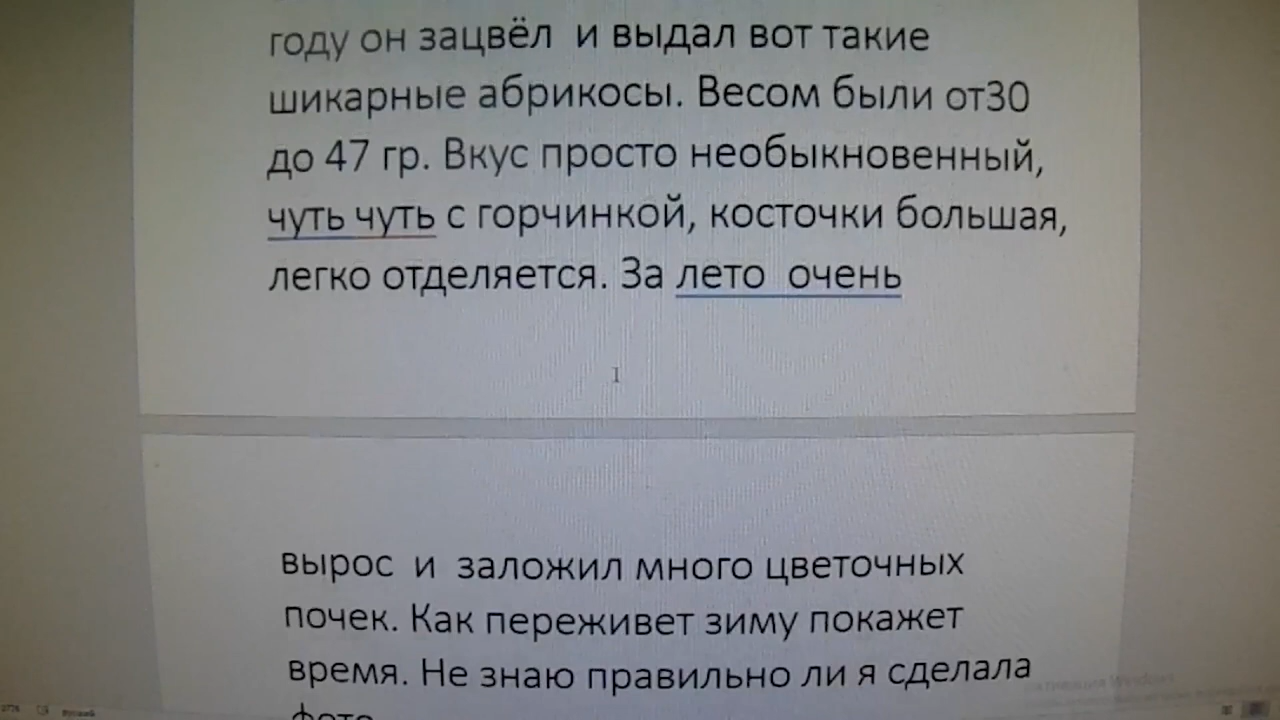 году он зацвёл и выдал вот такие
шикарные абрикосы. Весом были от30
до 47 гр. Вкус просто необыкновенный,
чуть чуть с горчинкой, косточки большая,
легко отделяется. За лето очень
1
вырос и заложил много цветочных
почек. Как переживет зиму покажет
время. Не знаю правильно ли я сделала
фото